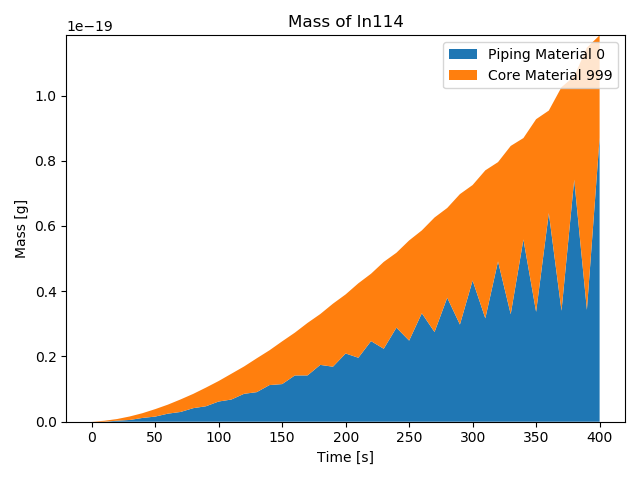 Mass of In114
1e−19
Piping Material 0
Core Material 999
1.0
0.8
0.6
0.4
0.2
0.0
Mass [g]
0 50 100 150 200 250 300 350 400
Time [s]